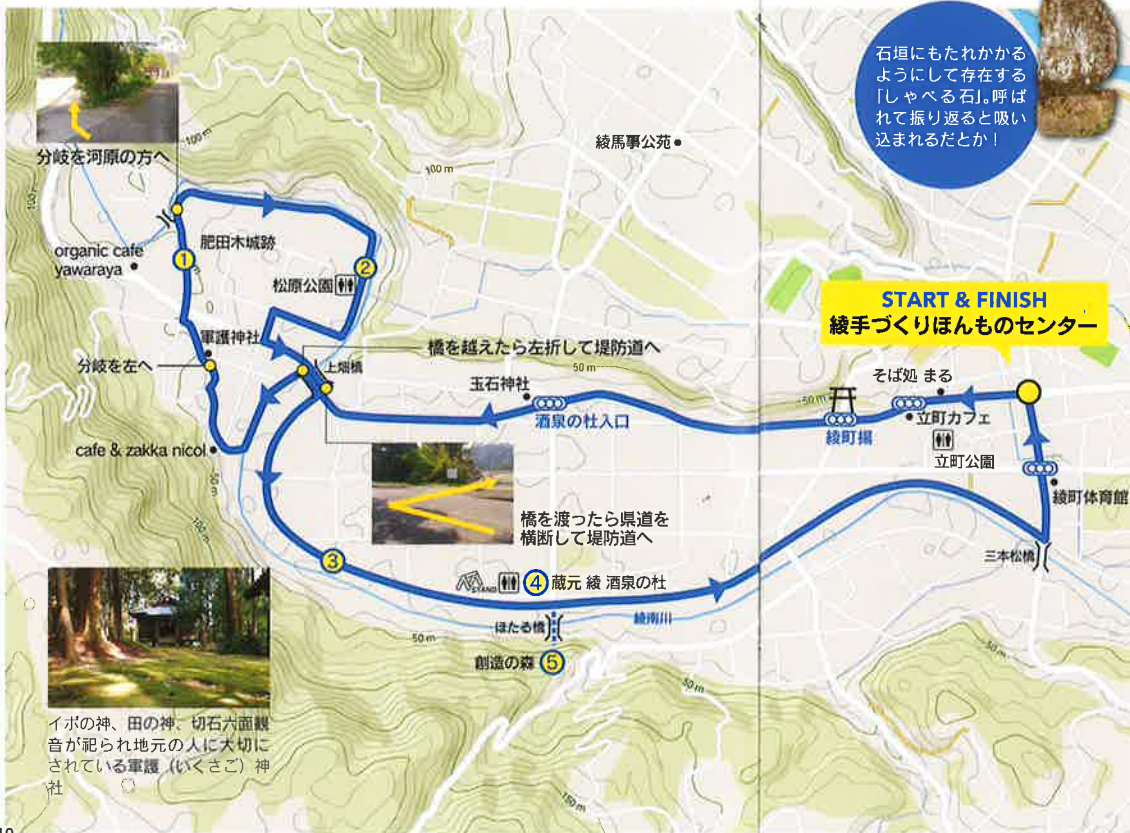 石垣にもたれかかる
ようにして存在する
「しゃべる石」。呼ば
れて振り返ると吸い
込まれるだとか！
綾馬事公苑
100m
100m
100m
分岐を河原の方へ
organic cafe
yawaraya
①
肥田木城跡
②
松原公園
START & FINISH
綾手づくりほんものセンター
軍護神社
分岐を左へ
橋を越えたら左折して堤防道へ
上畑橋
50m
玉石神社
酒泉の杜入口
50m
綾町揚
そば処 まる
立町カフェ
立町公園
綾町体育館
三本松橋
cafe & zakka nicol
50m
100m
橋を渡ったら県道を
横断して堤防道へ
③
STAND
④蔵元 綾 酒泉の杜
ほたる橋
綾南川
創造の森⑤
50m
50m
50m
150m
イボの神、田の神、切石六面観
音が祀られ地元の人に大切に
されている軍護（いくさご）神
社